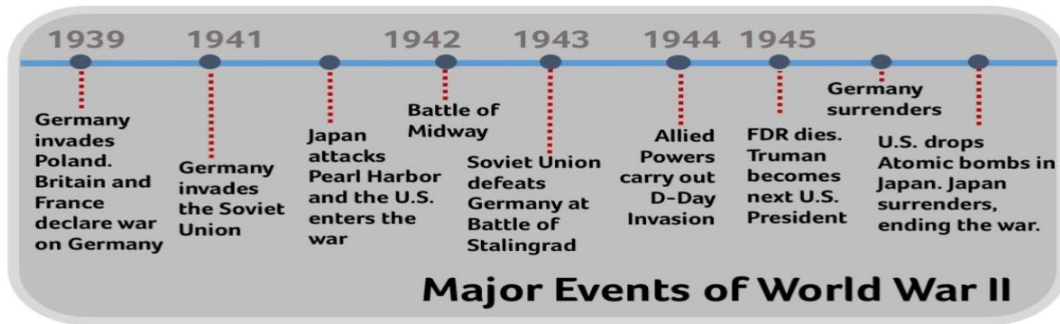 1939
1941
1942
1943
1944
1945
Germany
invades
Poland.
Britain and
France
declare war
on Germany
Germany
invades
the Soviet
Union
Japan
attacks
Pearl Harbor
and the U.S.
enters the
war
Battle of
Midway
Soviet Union
defeats
Germany at
Battle of
Stalingrad
Allied
Powers
carry out
D-Day
Invasion
FDR dies.
Truman
becomes
next U.S.
President
Germany
surrenders
U.S. drops
Atomic bombs in
Japan. Japan
surrenders,
ending the war.
Major Events of World War II